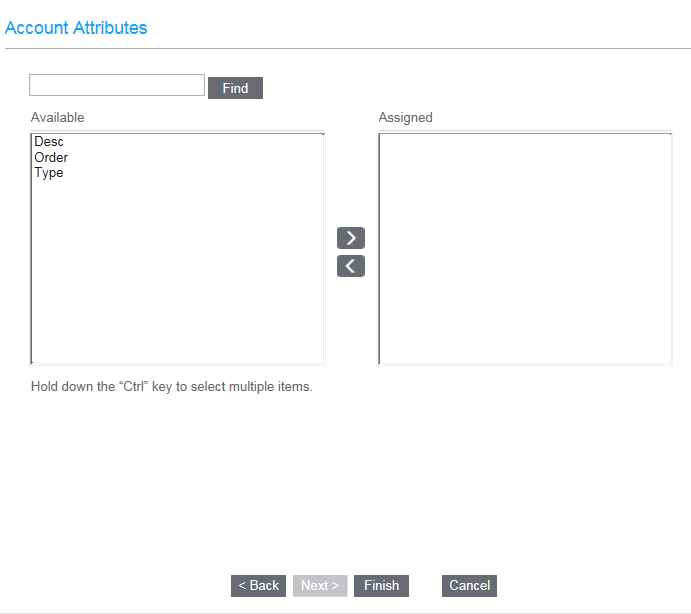 Account Attributes
Find
Available
Assigned
Desc
Order
Type
Hold down the “Ctrl” key to select multiple items.
< Back
Next >
Finish
Cancel